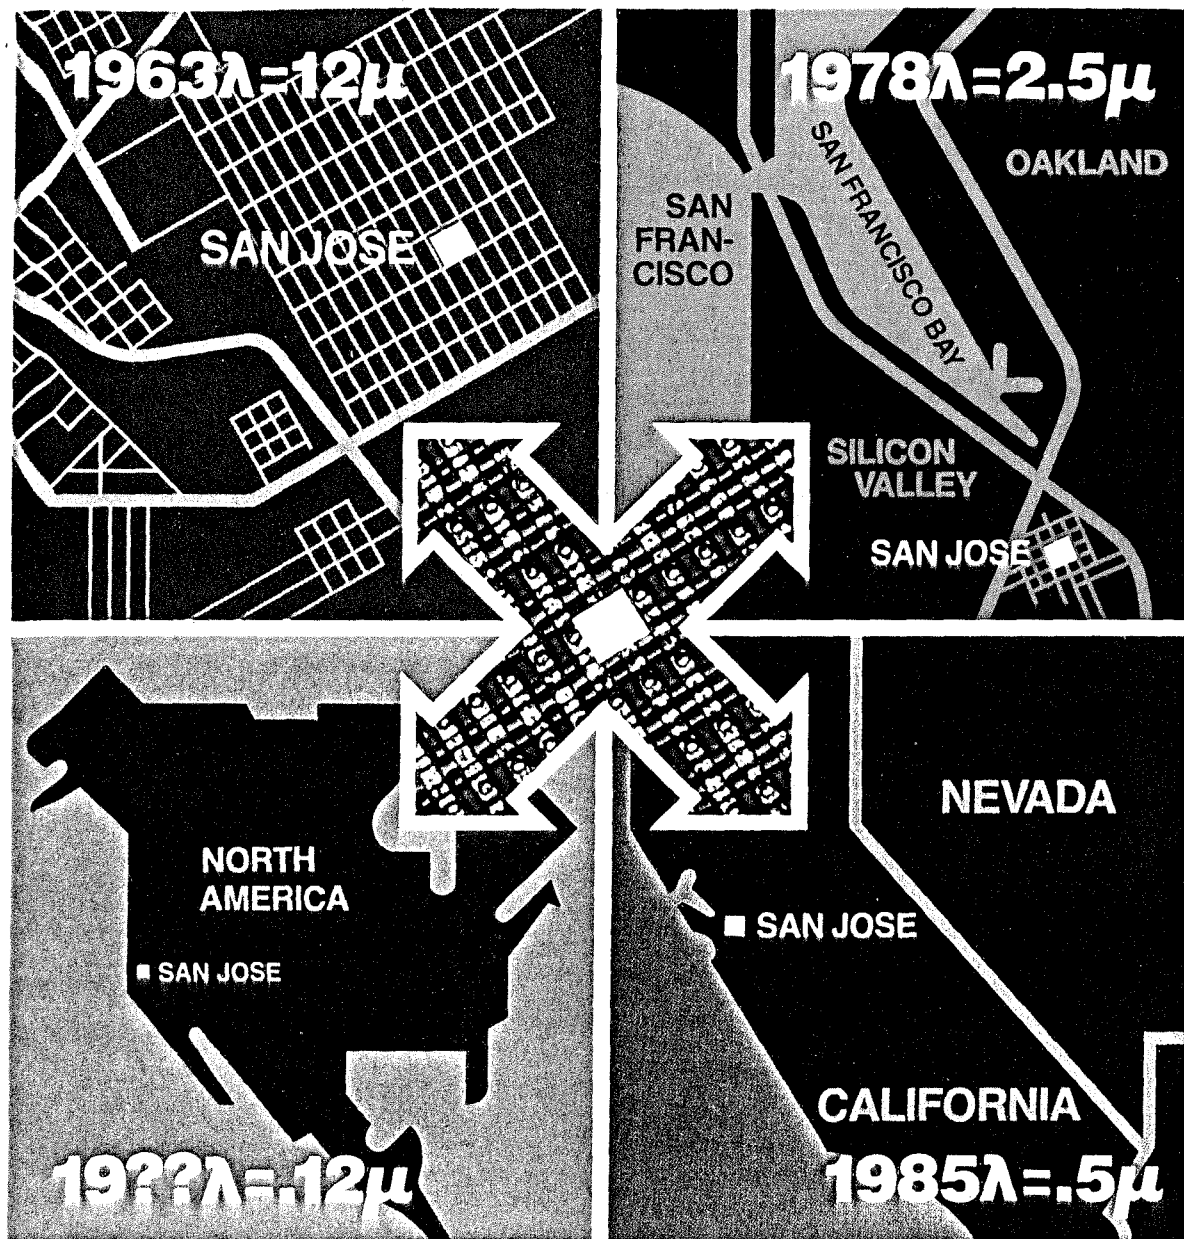 1963λ=12μ
SAN JOSE
1978λ=2.5μ
OAKLAND
SAN FRANCISCO BAY
SAN
FRAN-
CISCO
SILICON
VALLEY
SAN JOSE
NORTH
AMERICA
SAN JOSE
19??λ=.12μ
NEVADA
SAN JOSE
CALIFORNIA
1985λ=.5μ